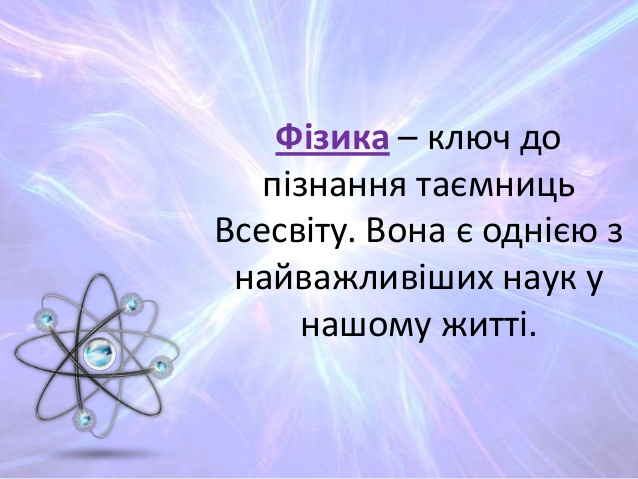 Фізика – ключ до
пізнання таємниць
Всесвіту. Вона є однією з
найважливіших наук у
нашому житті.